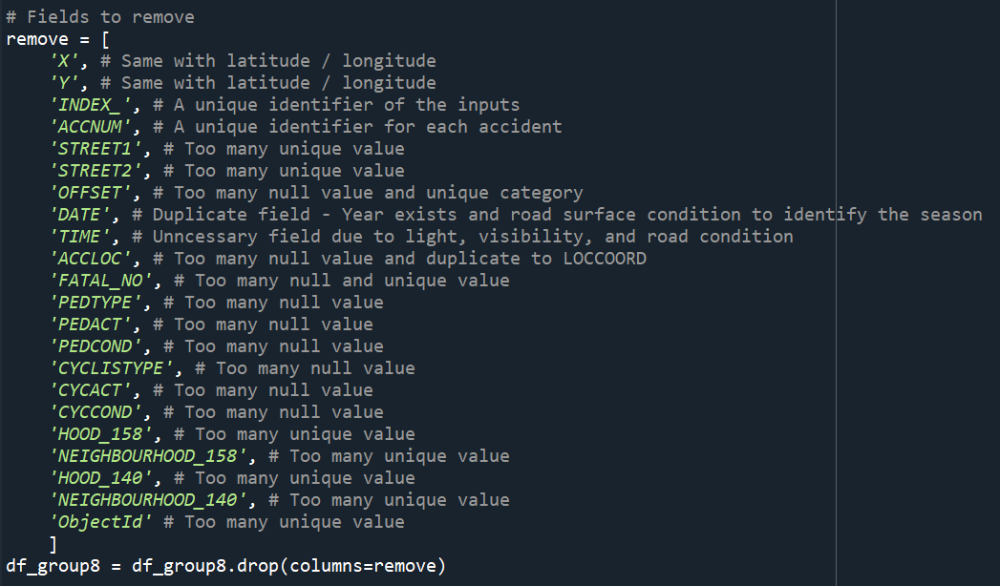 # Fields to remove
remove = [
    'X', # Same with latitude / longitude
    'Y', # Same with latitude / longitude
    'INDEX_', # A unique identifier of the inputs
    'ACCNUM', # A unique identifier for each accident
    'STREET1', # Too many unique value
    'STREET2', # Too many unique value
    'OFFSET', # Too many null value and unique category
    'DATE', # Duplicate field - Year exists and road surface condition to identify the season
    'TIME', # Unncessary field due to light, visibility, and road condition
    'ACCLOC', # Too many null value and duplicate to LOCCOORD
    'FATAL_NO', # Too many null and unique value
    'PEDTYPE', # Too many null value
    'PEDACT', # Too many null value
    'PEDCOND', # Too many null value
    'CYCLISTYPE', # Too many null value
    'CYCACT', # Too many null value
    'CYCCOND', # Too many null value
    'HOOD_158', # Too many unique value
    'NEIGHBOURHOOD_158', # Too many unique value
    'HOOD_140', # Too many unique value
    'NEIGHBOURHOOD_140', # Too many unique value
    'ObjectId' # Too many unique value
    ]
df_group8 = df_group8.drop(columns=remove)